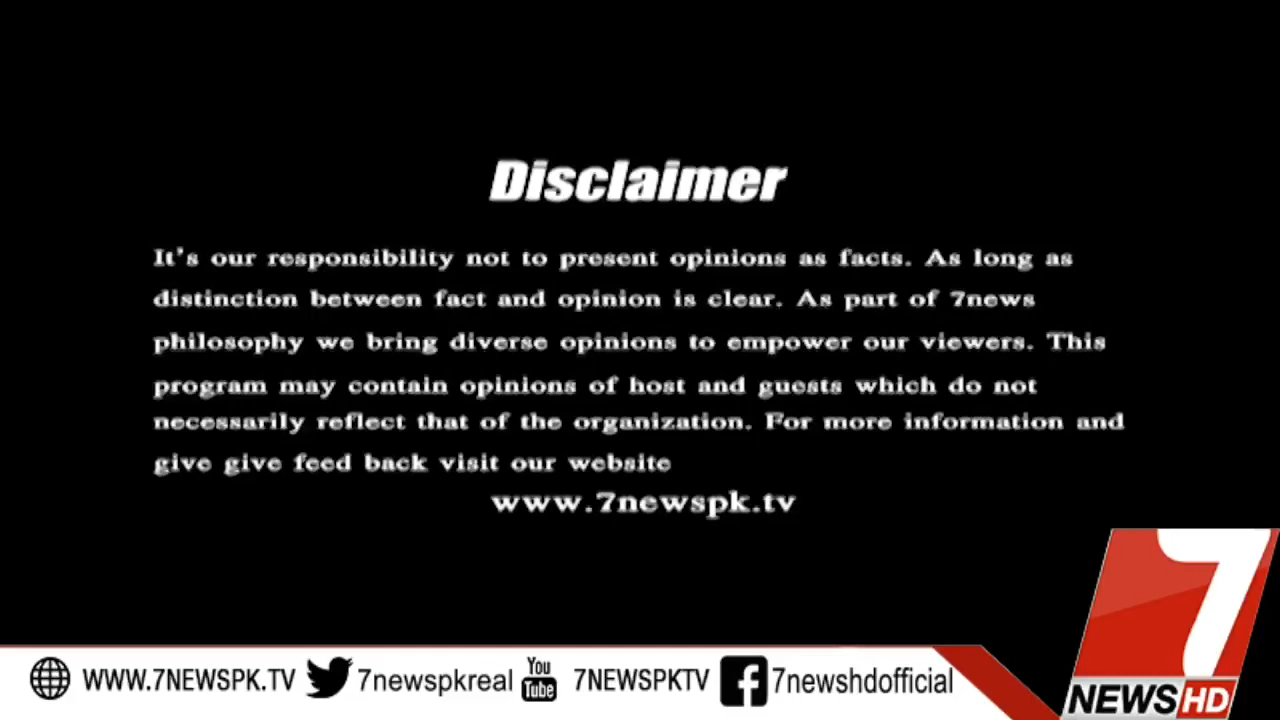 Disclaimer
It's our responsibility not to present opinions as facts. As long as
distinction between fact and opinion is clear. As part of 7news
philosophy we bring diverse opinions to empower our viewers. This
program may contain opinions of host and guests which do not
necessarily reflect that of the organization. For more information and
give give feed back visit our website
www.7newspk.tv
7
NEWS HD
WWW.7NEWSPK.TV 7newspkreal You Tube 7NEWSPKTV f 7newshdofficial